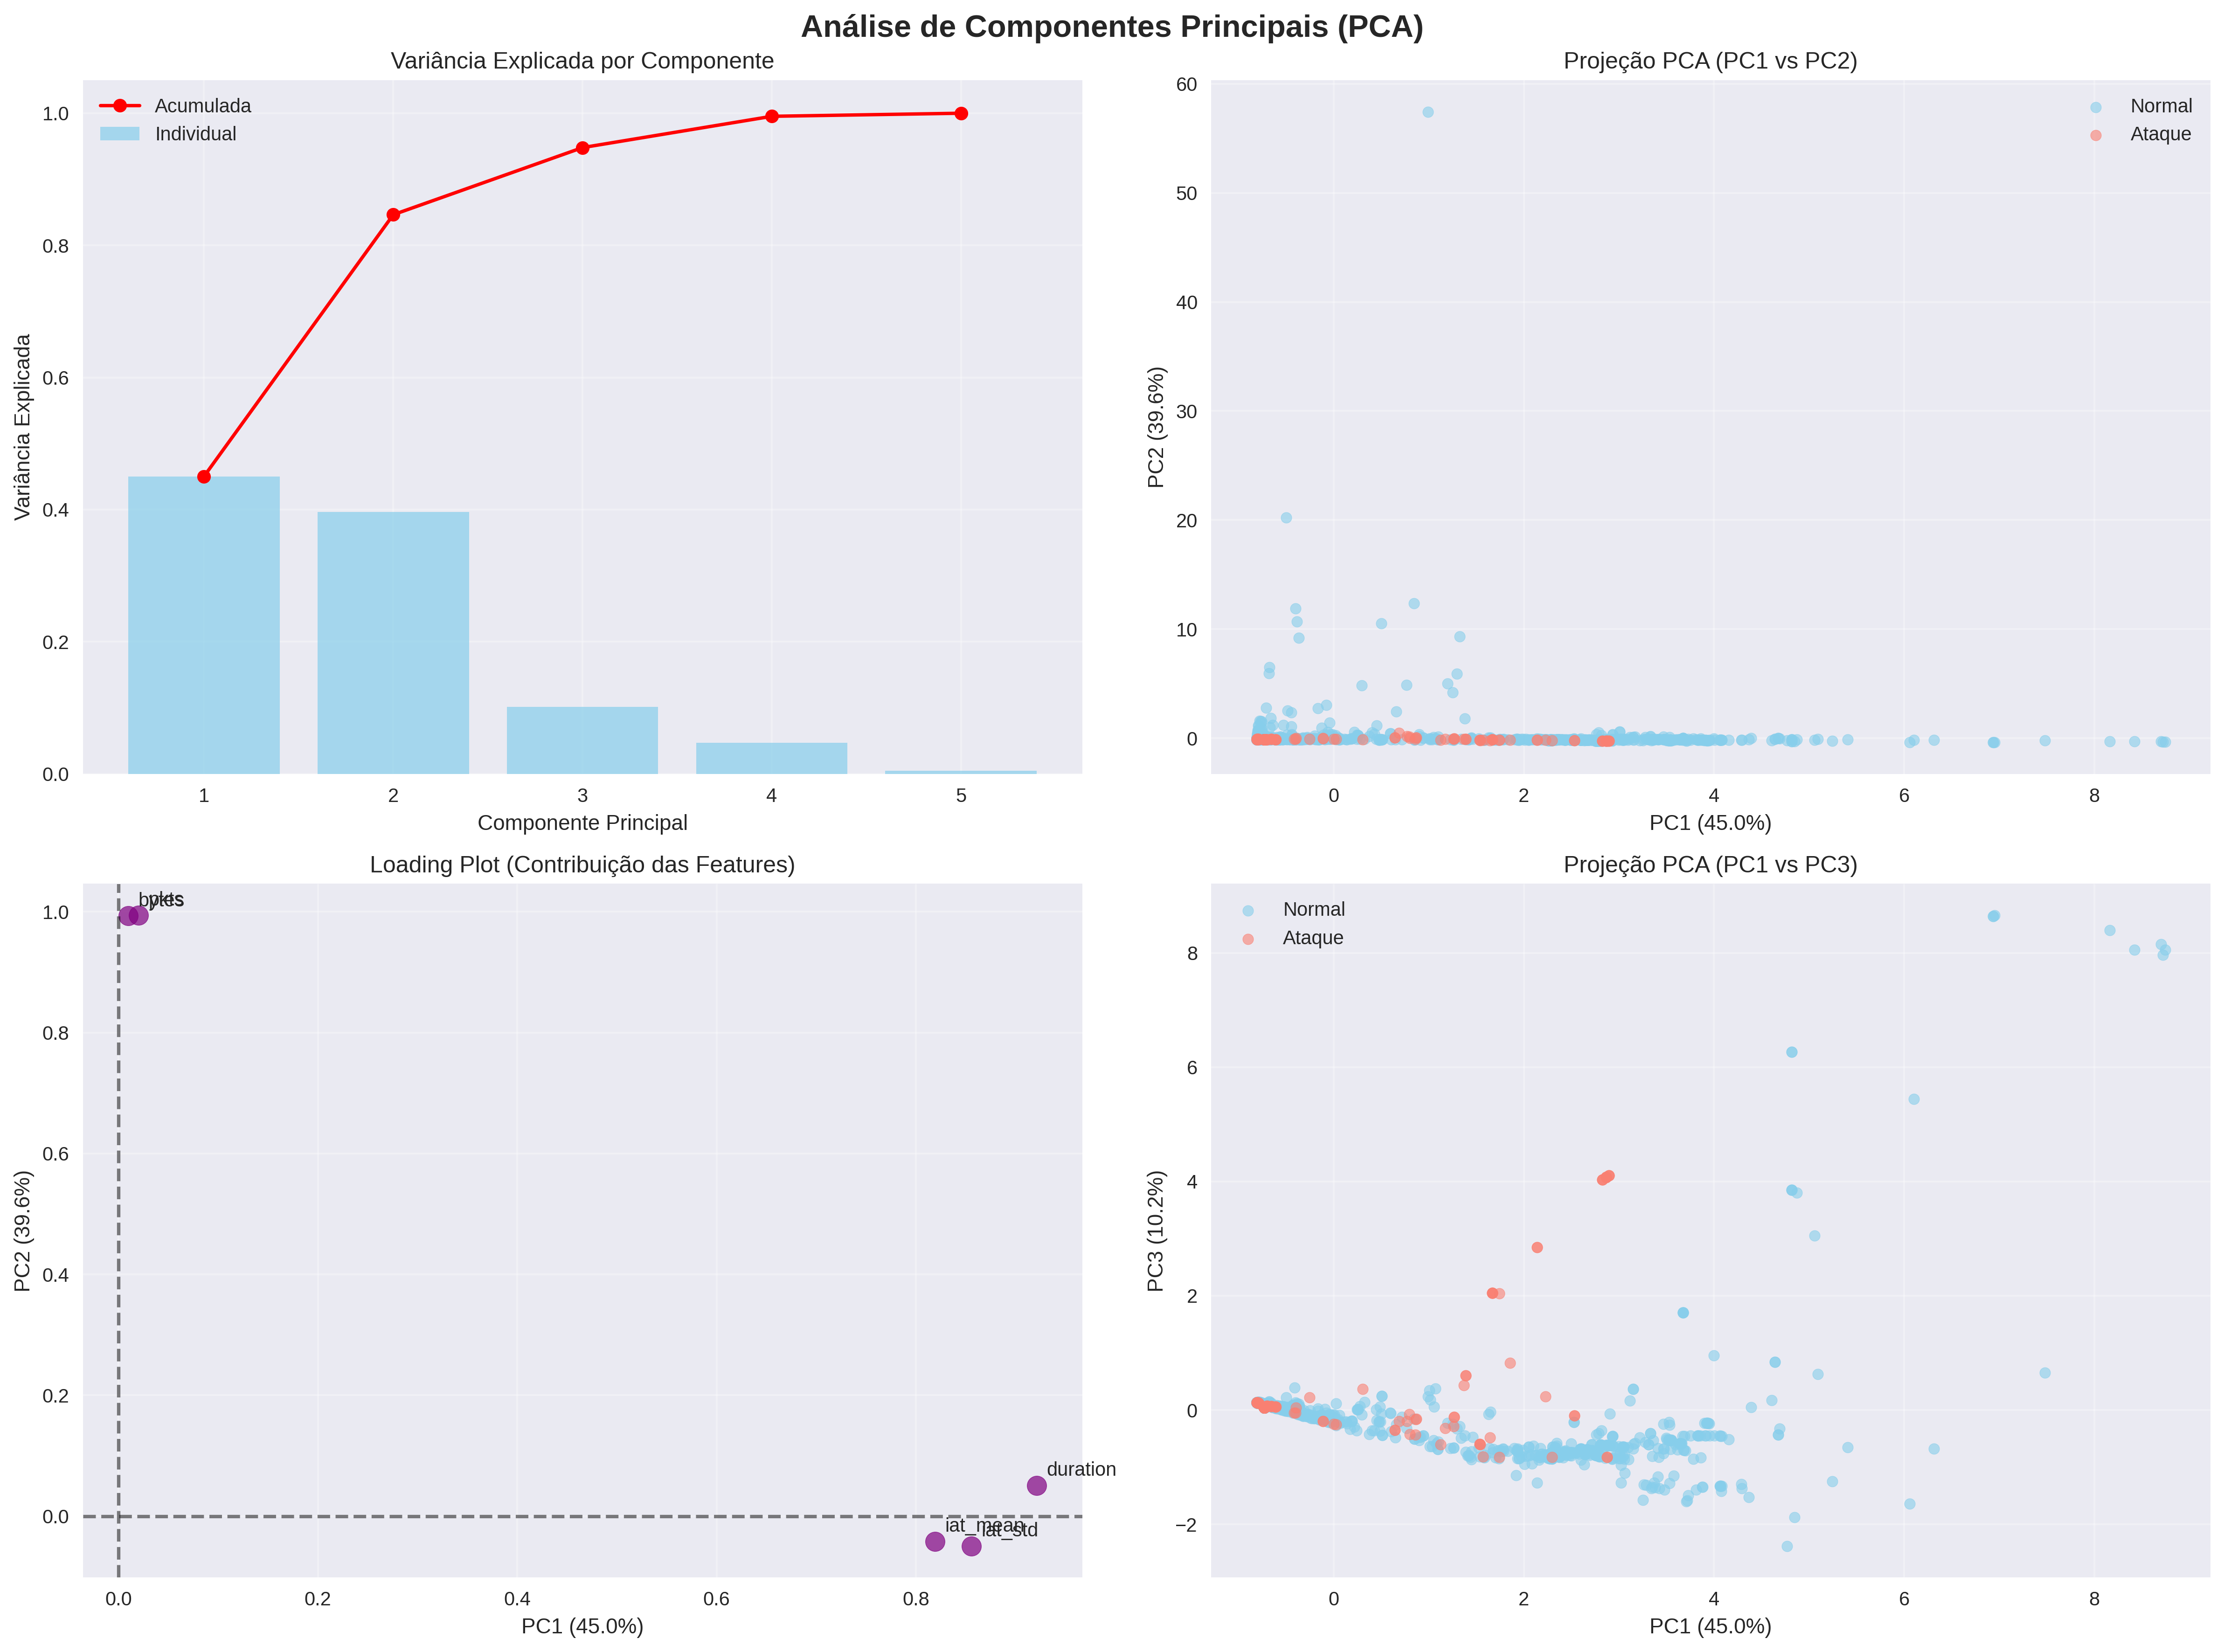 Análise de Componentes Principais (PCA)
Variância Explicada por Componente
Acumulada
Individual
1.0
0.8
0.6
0.4
0.2
0.0
Variância Explicada
1
2
3
4
5
Componente Principal
Projeção PCA (PC1 vs PC2)
Normal
Ataque
60
50
40
30
20
10
0
PC2 (39.6%)
0
2
4
6
8
PC1 (45.0%)
Loading Plot (Contribuição das Features)
bytes
pkts
duration
iat_mean
iat_std
1.0
0.8
0.6
0.4
0.2
0.0
PC2 (39.6%)
0.0
0.2
0.4
0.6
0.8
PC1 (45.0%)
Projeção PCA (PC1 vs PC3)
Normal
Ataque
8
6
4
2
0
−2
PC3 (10.2%)
0
2
4
6
8
PC1 (45.0%)